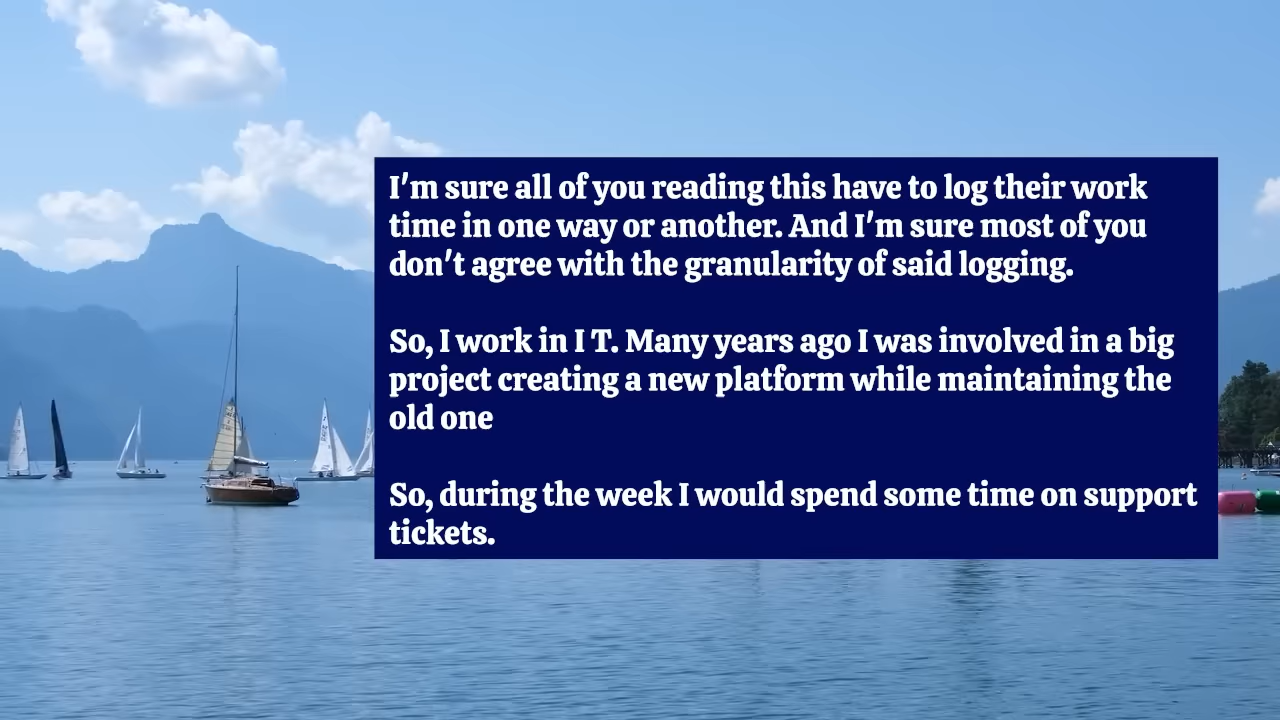 I'm sure all of you reading this have to log their work
time in one way or another. And I'm sure most of you
don't agree with the granularity of said logging.
So, I work in I T. Many years ago I was involved in a big
project creating a new platform while maintaining the
old one
So, during the week I would spend some time on support
tickets.